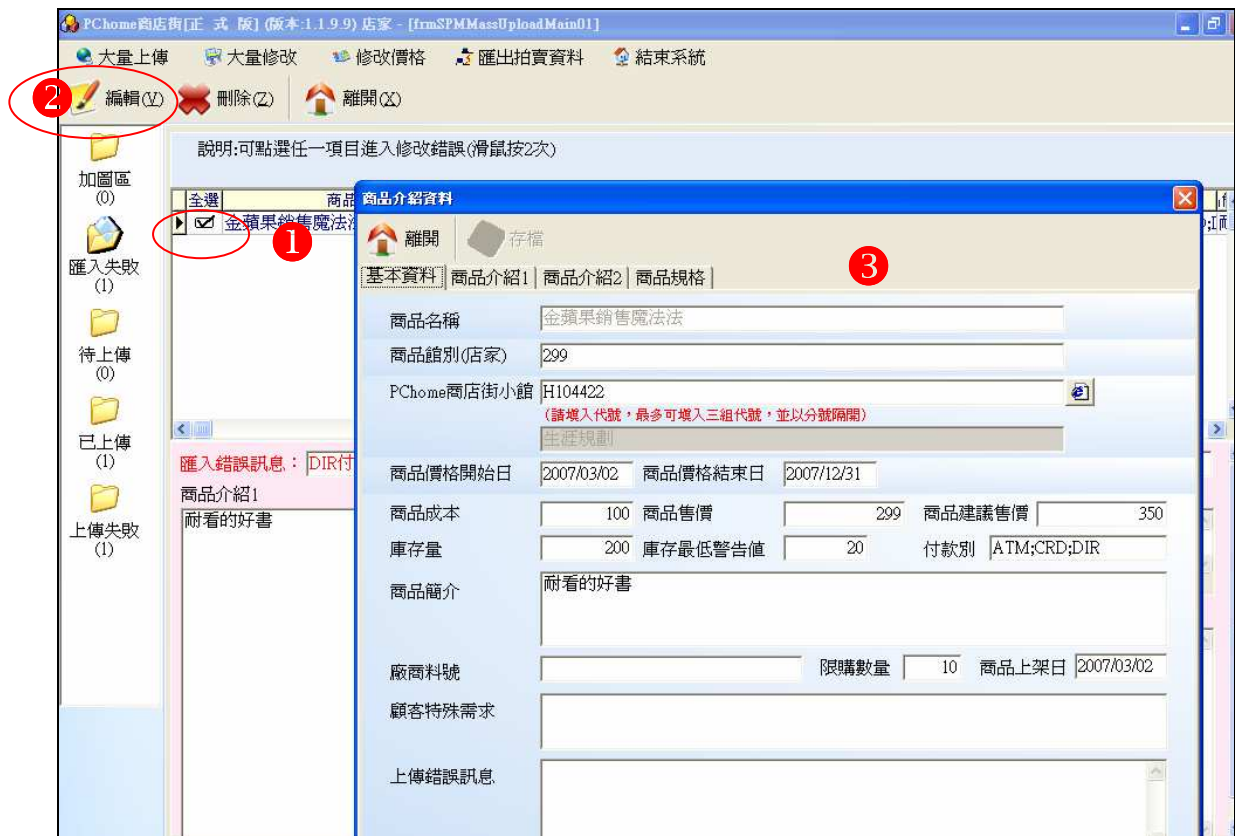 PChome商店街[正 式 版] (版本:1.1.9.9) 店家 - [frmSPMMassUploadMain01]
大量上傳 大量修改 修改價格 匯出拍賣資料 結束系統
2 編輯(V) 刪除(Z) 離開(X)
說明:可點選任一項目進入修改錯誤(滑鼠按2次)
加圖區
(0)
匯入失敗
(1)
待上傳
(0)
已上傳
(1)
上傳失敗
(1)
全選 商品
金蘋果銷售魔法法
1
匯入錯誤訊息： DIR付
商品介紹1
耐看的好書
商品介紹資料
離開 存檔
3
基本資料 商品介紹1 商品介紹2 商品規格
商品名稱 金蘋果銷售魔法法
商品館別(店家) 299
PChome商店街小館 H104422
(請填入代號，最多可填入三組代號，並以分號隔開)
生涯規劃
商品價格開始日 2007/03/02 商品價格結束日 2007/12/31
商品成本 100 商品售價 299 商品建議售價 350
庫存量 200 庫存最低警告値 20 付款別 ATM;CRD;DIR
商品簡介 耐看的好書
廠商料號 限購數量 10 商品上架日 2007/03/02
顧客特殊需求
上傳錯誤訊息